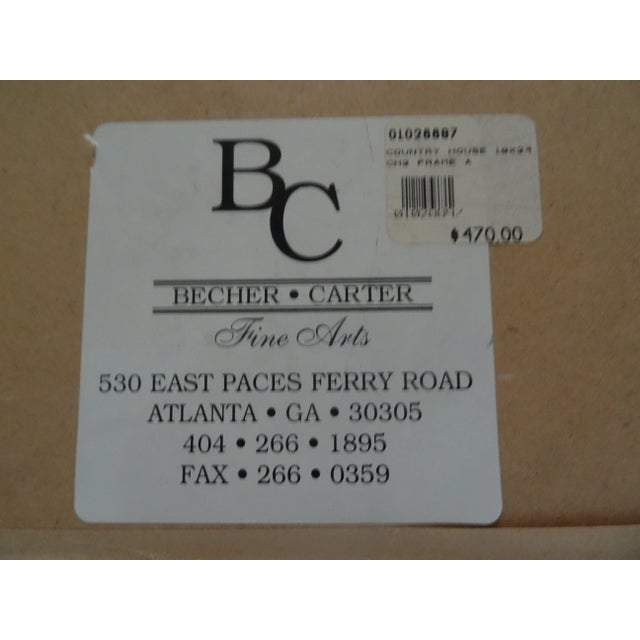 BC
BECHER • CARTER
Fine Arts
530 EAST PACES FERRY ROAD
ATLANTA • GA • 30305
404 • 266 • 1895
FAX • 266 • 0359
COUNTRY HOUSE
FRAME A
$470.00